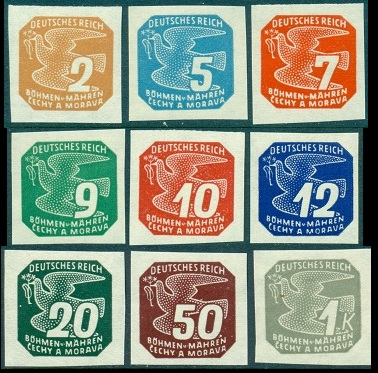 DEUTSCHES REICH
2
BÖHMEN u. MÄHREN
ČECHY A MORAVA
DEUTSCHES REICH
5
BÖHMEN u. MÄHREN
ČECHY A MORAVA
DEUTSCHES REICH
7
BÖHMEN u. MÄHREN
ČECHY A MORAVA
DEUTSCHES REICH
9
BÖHMEN u. MÄHREN
ČECHY A MORAVA
DEUTSCHES REICH
10
BÖHMEN u. MÄHREN
ČECHY A MORAVA
DEUTSCHES REICH
12
BÖHMEN u. MÄHREN
ČECHY A MORAVA
DEUTSCHES REICH
20
BÖHMEN u. MÄHREN
ČECHY A MORAVA
DEUTSCHES REICH
50
BÖHMEN u. MÄHREN
ČECHY A MORAVA
DEUTSCHES REICH
1K
BÖHMEN u. MÄHREN
ČECHY A MORAVA